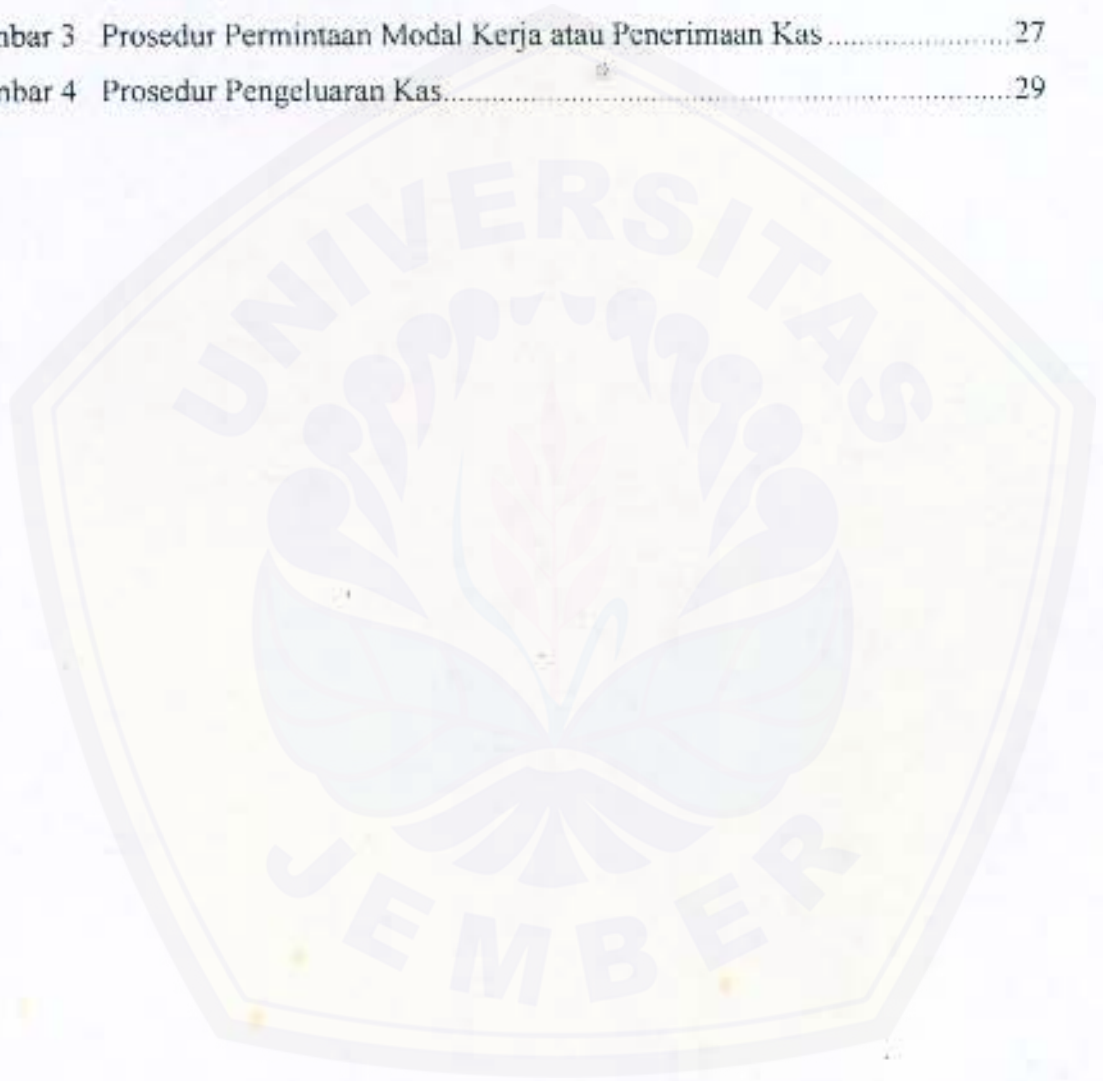 nbar 3 Prosedur Permintaan Modal Kerja atau Penerimaan Kas ..................... 27
nbar 4 Prosedur Pengeluaran Kas.......................................................................... 29
UNIVERSITAS
JEMBER